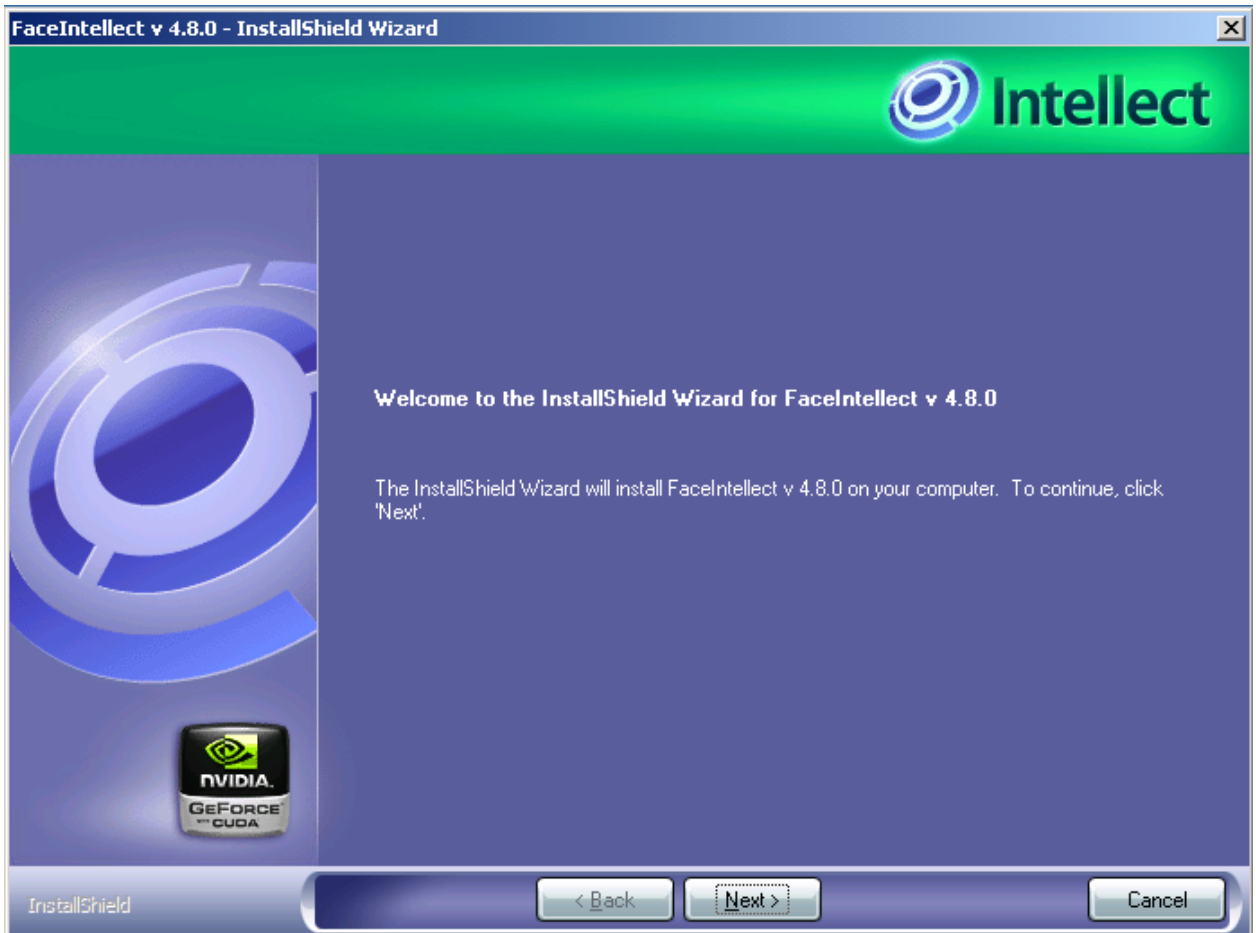 FaceIntellect v 4.8.0 - InstallShield Wizard
Intellect
Welcome to the InstallShield Wizard for FaceIntellect v 4.8.0
The InstallShield Wizard will install FaceIntellect v 4.8.0 on your computer.  To continue, click
'Next'.
NVIDIA.
GEFORCE
WITH CUDA
InstallShield
< Back
Next >
Cancel